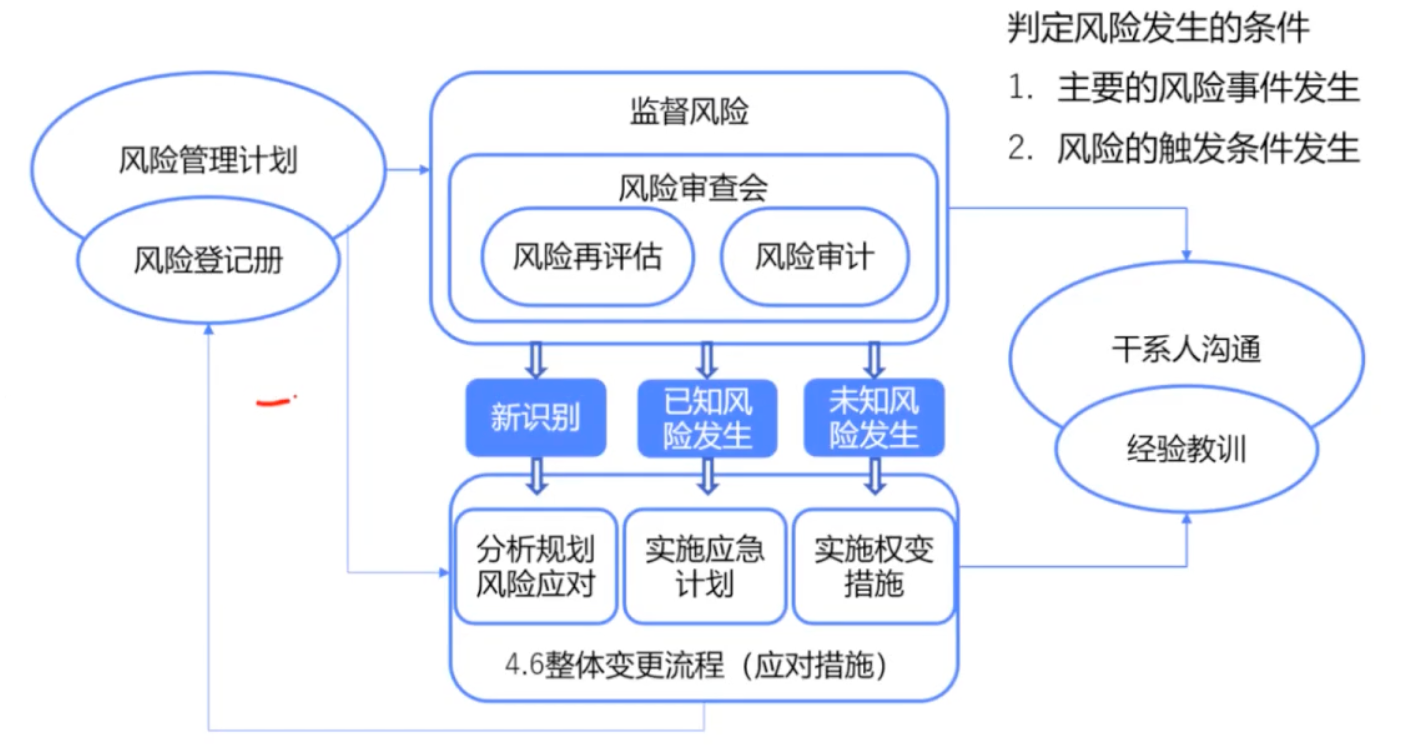 判定风险发生的条件
1. 主要的风险事件发生
2. 风险的触发条件发生
风险管理计划
风险登记册
监督风险
风险审查会
风险再评估
风险审计
新识别
已知风
险发生
未知风
险发生
分析规划
风险应对
实施应急
计划
实施权变
措施
4.6整体变更流程（应对措施）
干系人沟通
经验教训